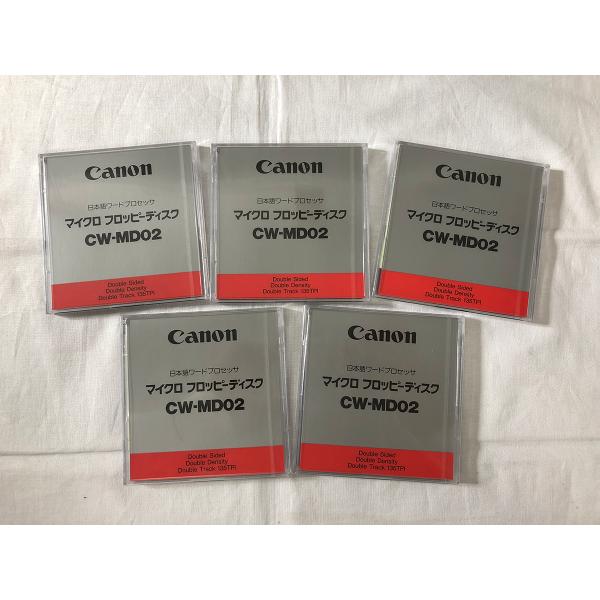 Canon
日本語ワードプロセッサ
マイクロ フロッピーディスク
CW-MD02
Double Sided
Double Density
Double Track 135TPI
Canon
日本語ワードプロセッサ
マイクロ フロッピーディスク
CW-MD02
Double Sided
Double Density
Double Track 135TPI
Canon
日本語ワードプロセッサ
マイクロ フロッピーディスク
CW-MD02
Double Sided
Double Density
Double Track 135TPI
Canon
日本語ワードプロセッサ
マイクロ フロッピーディスク
CW-MD02
Double Sided
Double Density
Double Track 135TPI
Canon
日本語ワードプロセッサ
マイクロ フロッピーディスク
CW-MD02
Double Sided
Double Density
Double Track 135TPI